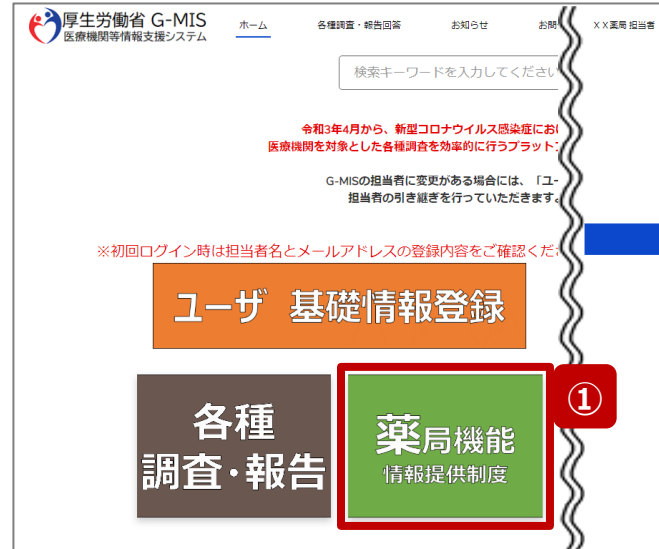 厚生労働省 G-MIS
医療機関等情報支援システム
ホーム 各種調査・報告回答 お知らせ お問 ＸＸ薬局 担当者
検索キーワードを入力してください
令和3年4月から、新型コロナウイルス感染症にお
医療機関を対象とした各種調査を効率的に行うプラット
G-MISの担当者に変更がある場合には、「ユー
担当者の引き継ぎを行っていただきます。
※初回ログイン時は担当者名とメールアドレスの登録内容をご確認くだ
ユーザ 基礎情報登録
各種
調査・報告
薬局機能
情報提供制度
①